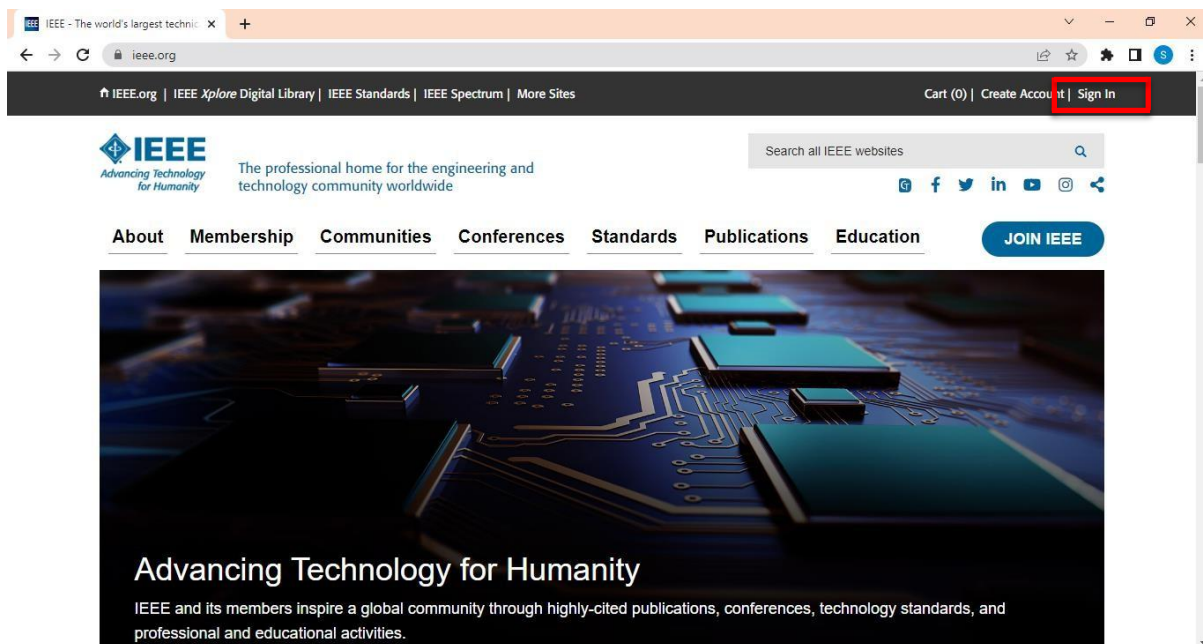 IEEE IEEE - The world's largest technic
ieee.org S
IEEE.org | IEEE Xplore Digital Library | IEEE Standards | IEEE Spectrum | More Sites Cart (0) | Create Account | Sign In
IEEE
Advancing Technology
for Humanity
The professional home for the engineering and
technology community worldwide
Search all IEEE websites
About Membership Communities Conferences Standards Publications Education JOIN IEEE
Advancing Technology for Humanity
IEEE and its members inspire a global community through highly-cited publications, conferences, technology standards, and
professional and educational activities.